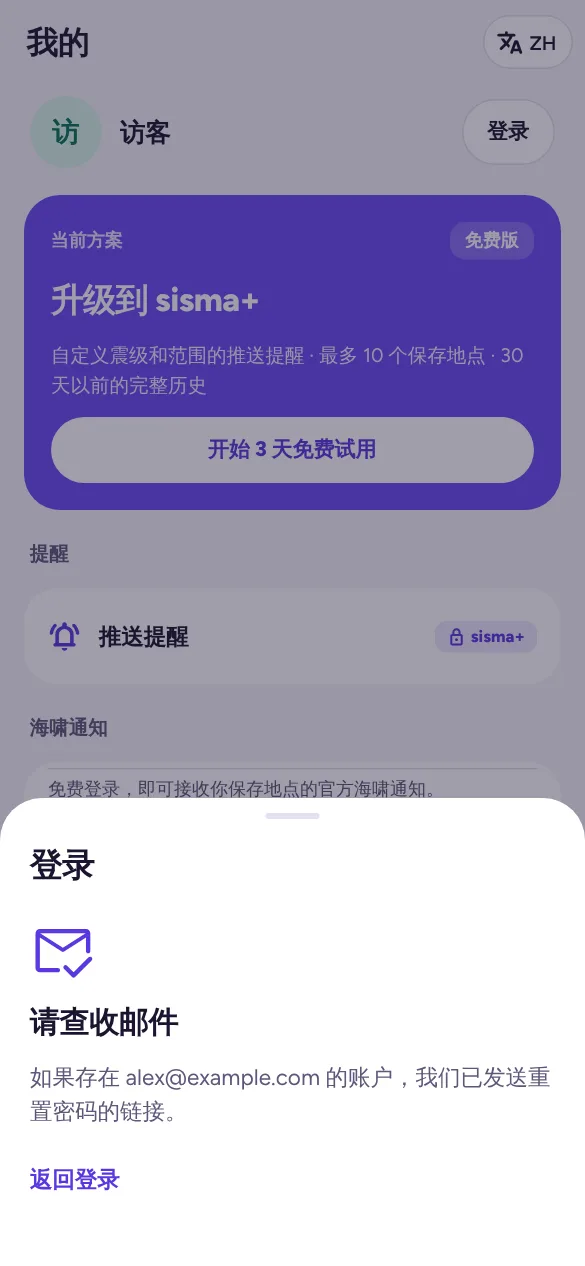 我的
ZH
访
访客
登录
当前方案
免费版
升级到 sisma+
自定义震级和范围的推送提醒 · 最多 10 个保存地点 · 30
天以前的完整历史
开始 3 天免费试用
提醒
推送提醒
sisma+
海啸通知
免费登录，即可接收你保存地点的官方海啸通知。
登录
请查收邮件
如果存在 alex@example.com 的账户，我们已发送重
置密码的链接。
返回登录